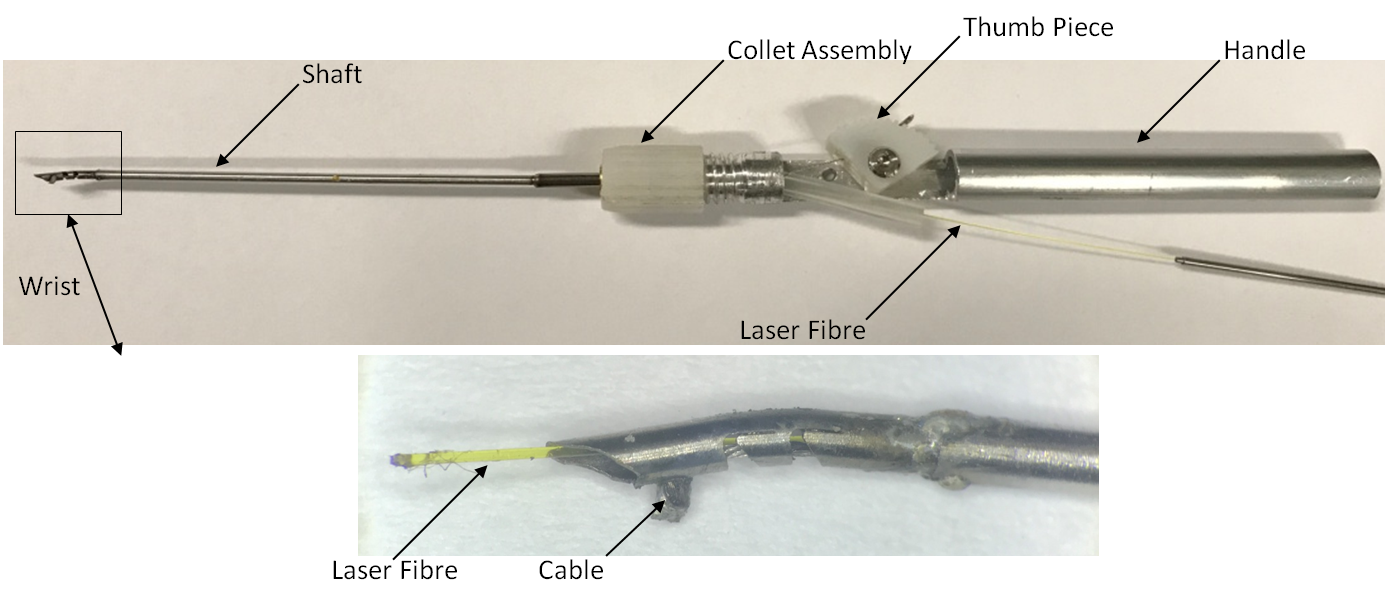 Thumb Piece
Collet Assembly
Handle
Shaft
Wrist
Laser Fibre
Laser Fibre
Cable